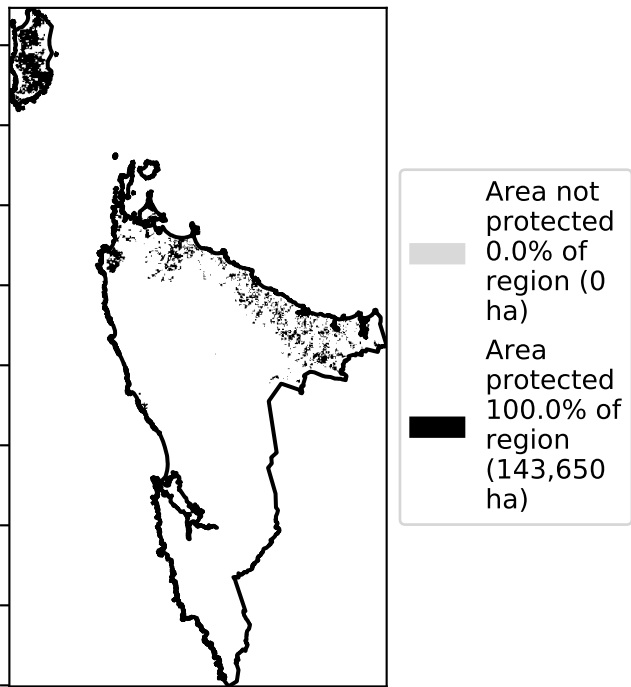 Area not
protected
0.0% of
region (0
ha)
Area
protected
100.0% of
region
(143,650
ha)